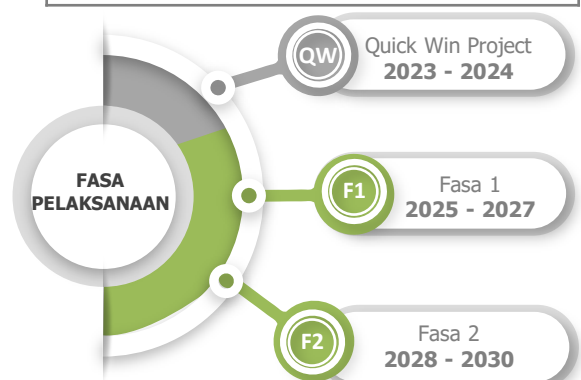 QW
Quick Win Project
2023 - 2024
FASA
PELAKSANAAN
F1
Fasa 1
2025 - 2027
F2
Fasa 2
2028 - 2030